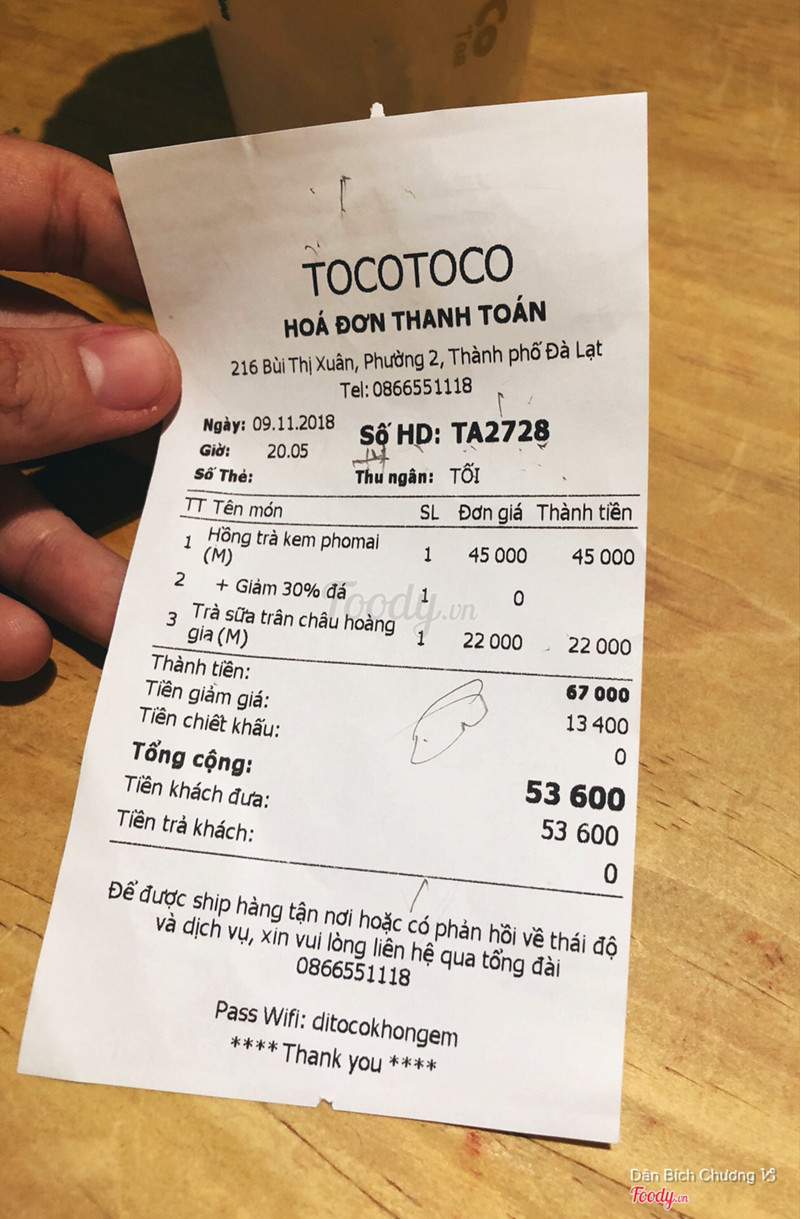 Co
TOCOTOCO
HOÁ ĐƠN THANH TOÁN
216 Bùi Thị Xuân, Phường 2, Thành phố Đà Lạt
Tel: 0866551118
Ngày: 09.11.2018 Số HD: TA2728
Giờ: 20.05
Số Thẻ: Thu ngân: TỐI
TT Tên món SL Đơn giá Thành tiền
1 Hồng trà kem phomai
(M) 1 45 000 45 000
2 + Giảm 30% đá 1 0
3 Trà sữa trân châu hoàng
gia (M) 1 22 000 22 000
Thành tiền: 67 000
Tiền giảm giá: 13 400
Tiền chiết khấu: 0
Tổng cộng: 53 600
Tiền khách đưa: 53 600
Tiền trả khách: 0
Để được ship hàng tận nơi hoặc có phản hồi về thái độ
và dịch vụ, xin vui lòng liên hệ qua tổng đài
0866551118
Pass Wifi: ditocokhongem
**** Thank you ****
Foody.vn
Dân Bích Chương
Foody.vn